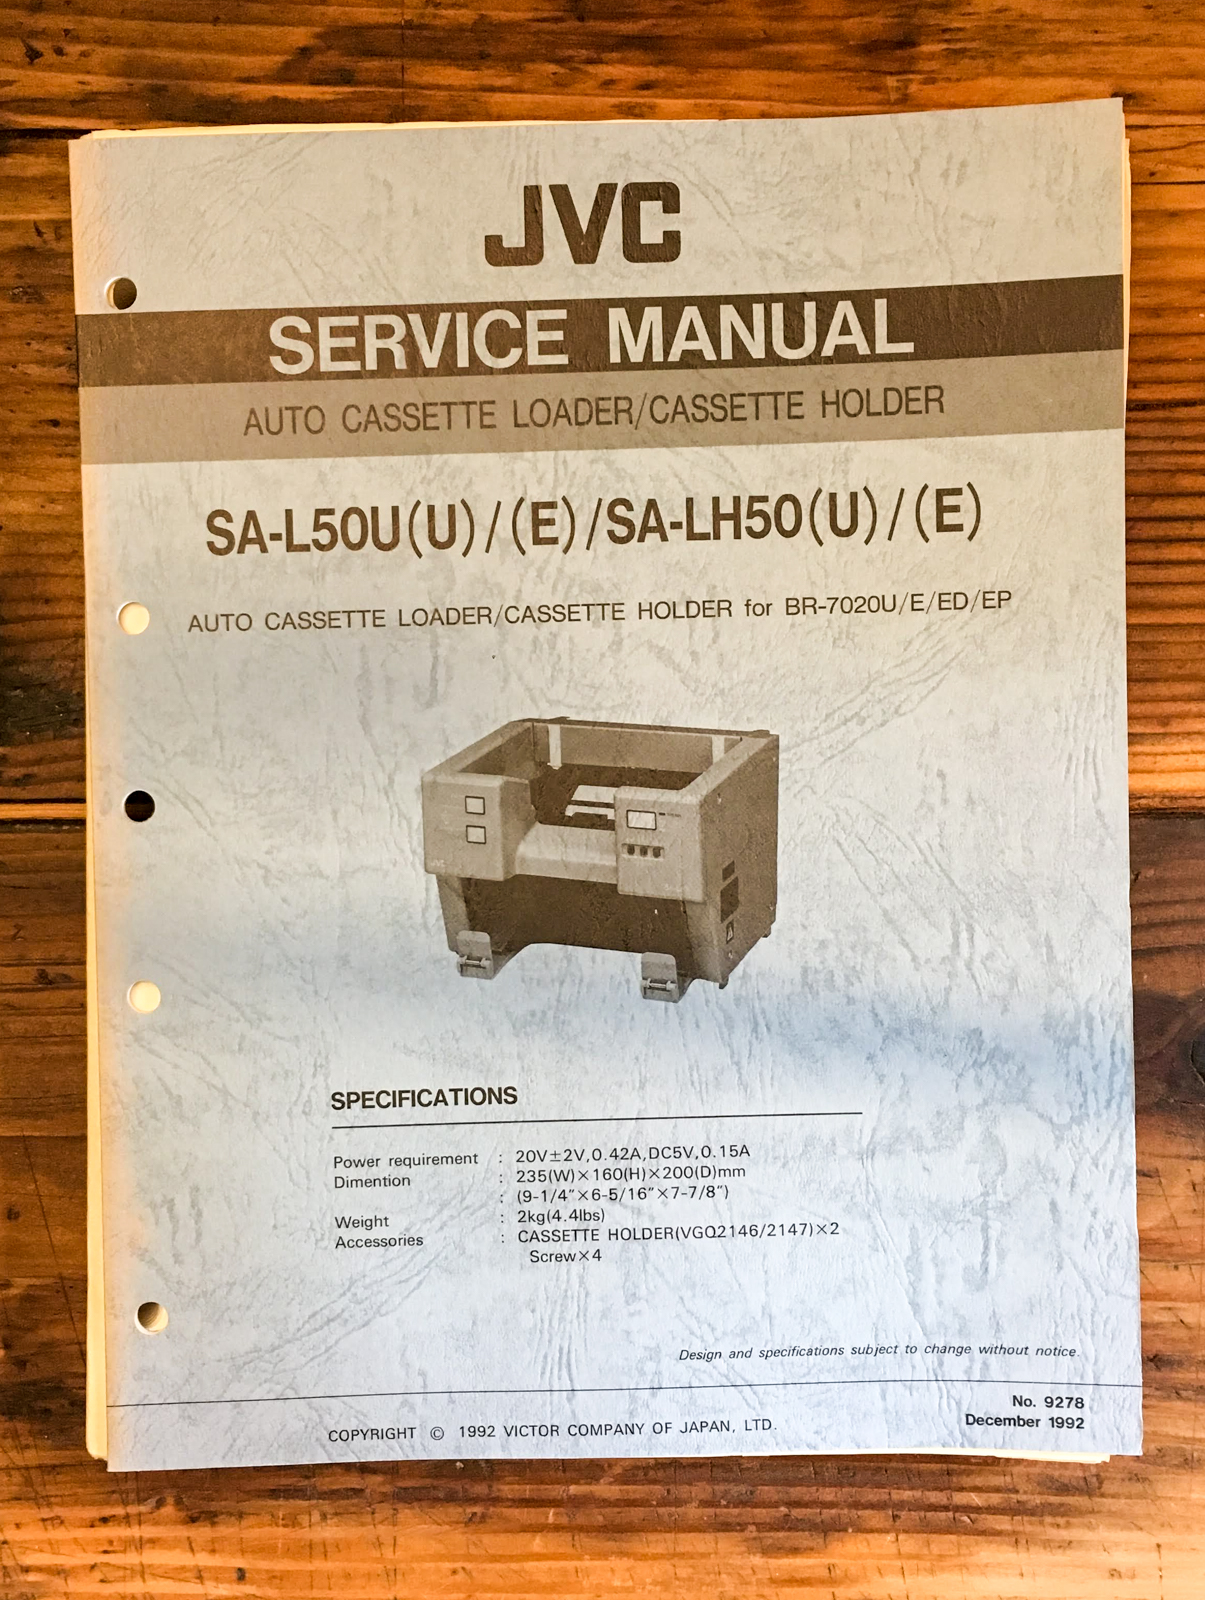 JVC
SERVICE MANUAL
AUTO CASSETTE LOADER/CASSETTE HOLDER
SA-L50U(U)/(E)/SA-LH50(U)/(E)
AUTO CASSETTE LOADER/CASSETTE HOLDER for BR-7020U/E/ED/EP
SPECIFICATIONS
Power requirement : 20V±2V,0.42A,DC5V,0.15A
Dimention : 235(W)×160(H)×200(D)mm
: (9-1/4"×6-5/16"×7-7/8")
Weight : 2kg(4.4lbs)
Accessories : CASSETTE HOLDER(VGQ2146/2147)×2
Screw×4
Design and specifications subject to change without notice.
No. 9278
COPYRIGHT © 1992 VICTOR COMPANY OF JAPAN, LTD.
December 1992